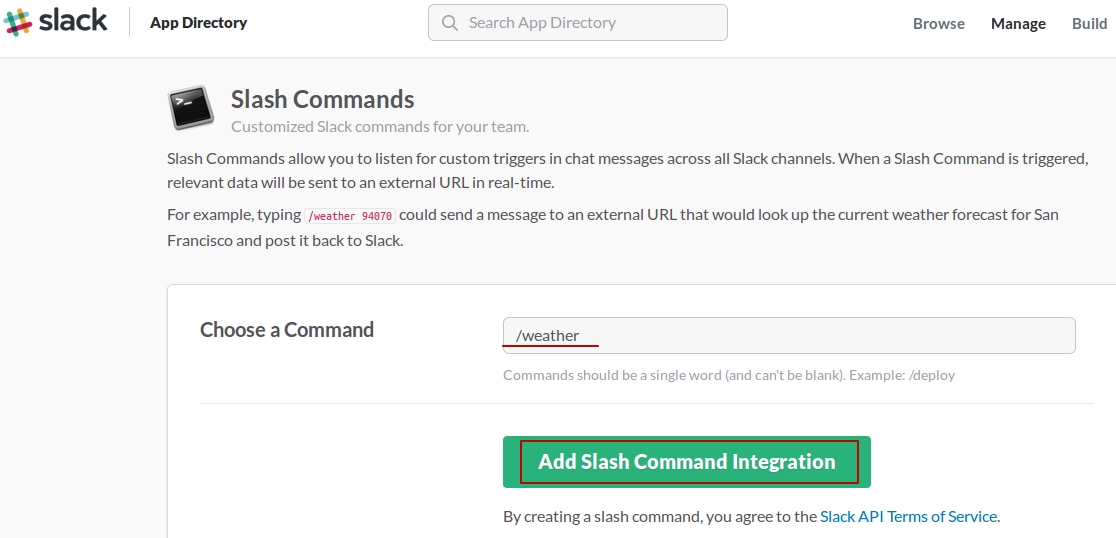 slack App Directory Search App Directory Browse Manage Build
>_
Slash Commands
Customized Slack commands for your team.
Slash Commands allow you to listen for custom triggers in chat messages across all Slack channels. When a Slash Command is triggered,
relevant data will be sent to an external URL in real-time.
For example, typing /weather 94070 could send a message to an external URL that would look up the current weather forecast for San
Francisco and post it back to Slack.
Choose a Command
/weather
Commands should be a single word (and can't be blank). Example: /deploy
Add Slash Command Integration
By creating a slash command, you agree to the Slack API Terms of Service.